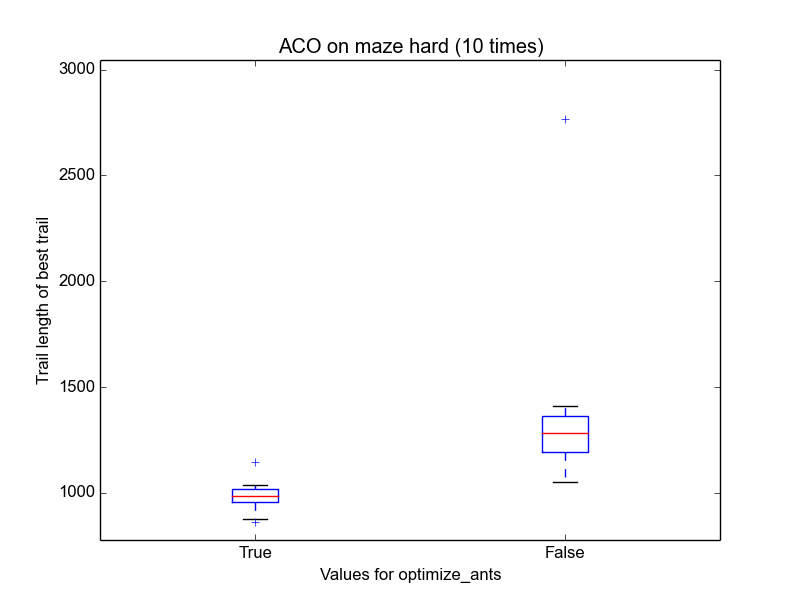 ACO on maze hard (10 times)
3000
2500
2000
1500
1000
Trail length of best trail
True
False
Values for optimize_ants